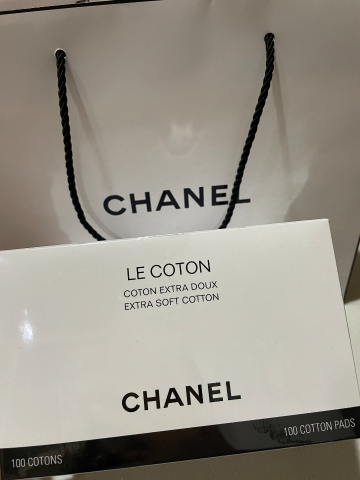 CHANEL
LE COTON
COTON EXTRA DOUX
EXTRA SOFT COTTON
CHANEL
100 COTONS
100 COTTON PADS